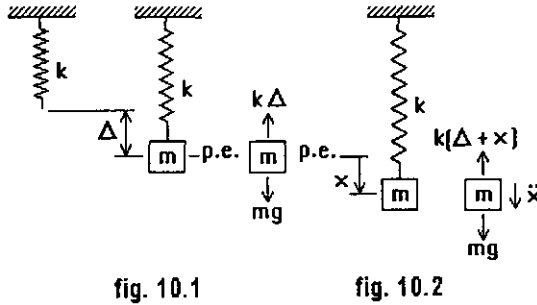 k
Δ
k
m
p.e.
kΔ
m
mg
k
p.e.
x
m
k(Δ + x)
m
ẍ
mg
fig. 10.1
fig. 10.2